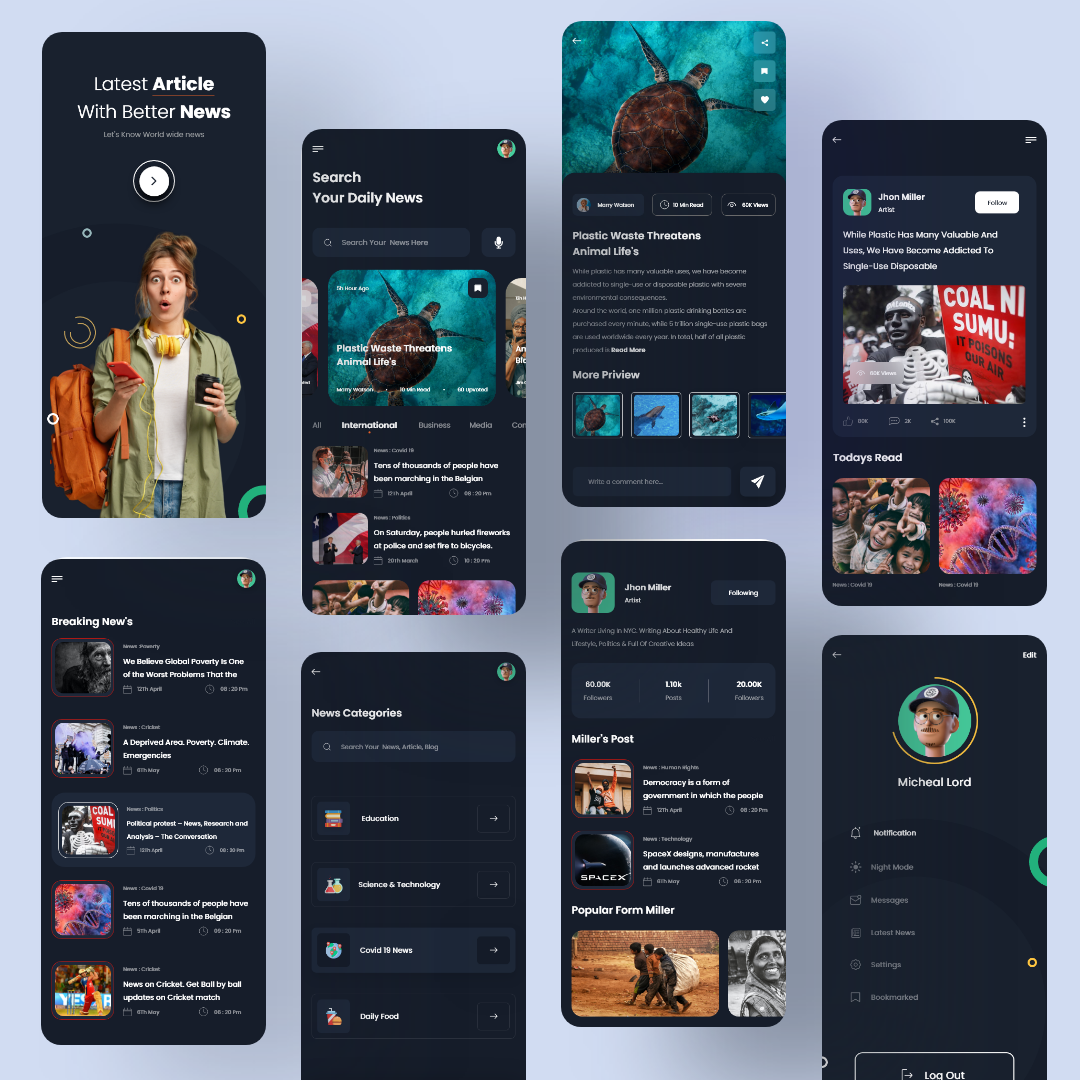 Latest Article
With Better News
Let's Know World wide news
Search
Your Daily News
Search Your News Here
5h Hour Ago
Plastic Waste Threatens
Animal Life's
Marry Watson
10 Min Read
60 Upvoted
All
International
Business
Media
News : Covid 19
Tens of thousands of people have
been marching in the Belgian
12th April
08 : 20 Pm
News : Politics
On Saturday, people hurled fireworks
at police and set fire to bicycles.
20th March
10 : 20 Pm
Marry Watson
10 Min Read
60K Views
Plastic Waste Threatens
Animal Life's
While plastic has many valuable uses, we have become
addicted to single-use or disposable plastic with severe
environmental consequences.
Around the world, one million plastic drinking bottles are
purchased every minute, while 5 trillion single-use plastic bags
are used worldwide every year. In total, half of all plastic
produced is Read More
More Priview
Write a comment here...
Jhon Miller
Artist
Follow
While Plastic Has Many Valuable And
Uses, We Have Become Addicted To
Single-Use Disposable
COAL NI
SUMU:
IT POISONS
OUR AIR
60K Views
80K
2K
100K
Todays Read
News : Covid 19
News : Covid 19
Breaking New's
News :Poverty
We Believe Global Poverty Is One
of the Worst Problems That the
12Th April
08 : 20 Pm
News : Cricket
A Deprived Area. Poverty. Climate.
Emergencies
6Th May
06 : 20 Pm
COAL
SUMI
News : Politics
Political protest – News, Research and
Analysis – The Conversation
12th April
08 : 20 Pm
News : Covid 19
Tens of thousands of people have
been marching in the Belgian
5Th April
09 : 20 Pm
News : Cricket
News on Cricket. Get Ball by ball
updates on Cricket match
6Th May
06 : 20 Pm
News Categories
Search Your News, Article, Blog
Education
Science & Technology
Covid 19 News
Daily Food
Jhon Miller
Artist
Following
A Writer Living In NYC. Writing About Healthy Life And
Lifestyle, Politics & Full Of Creative Ideas
60.00K
Followers
1.10k
Posts
20.00K
Followers
Miller's Post
News : Human Rights
Democracy is a form of
government in which the people
12Th April
08 : 20 Pm
SPACEX
News : Technology
SpaceX designs, manufactures
and launches advanced rocket
6Th May
06 : 20 Pm
Popular Form Miller
Edit
Micheal Lord
Notification
Night Mode
Messages
Latest News
Settings
Bookmarked
Log Out